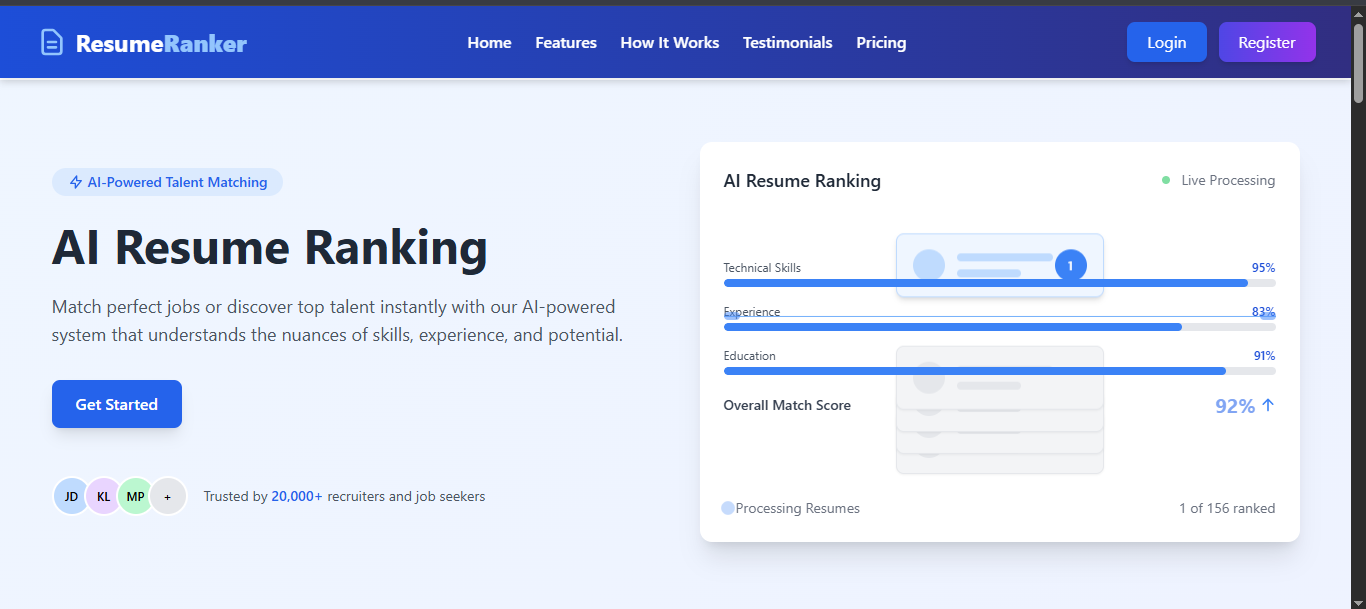 ResumeRanker
Home Features How It Works Testimonials Pricing
Login Register
AI-Powered Talent Matching
AI Resume Ranking
Match perfect jobs or discover top talent instantly with our AI-powered
system that understands the nuances of skills, experience, and potential.
Get Started
JD KL MP +
Trusted by 20,000+ recruiters and job seekers
AI Resume Ranking
Live Processing
1
Technical Skills 95%
Experience 83%
Education 91%
Overall Match Score 92% ↑
Processing Resumes 1 of 156 ranked